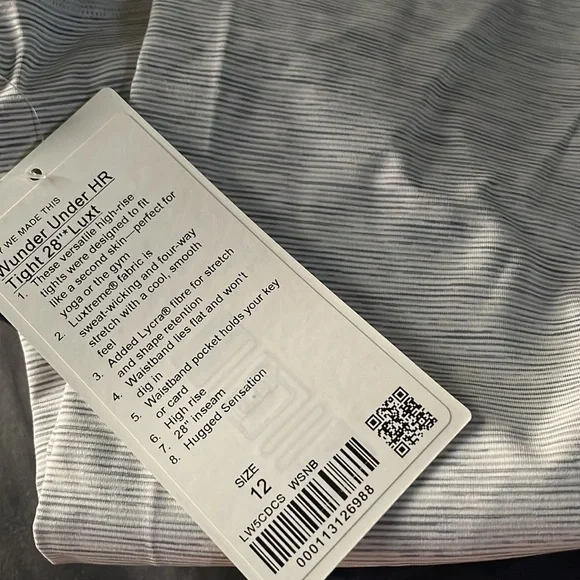 WE MADE THIS
Wunder Under HR
Tight 28"* Luxt
1. These versatile high-rise
tights were designed to fit
like a second skin—perfect for
yoga or the gym
2. Luxtreme® fabric is
sweat-wicking and four-way
stretch with a cool, smooth
feel
3. Added Lycra® fibre for stretch
and shape retention
4. Waistband lies flat and won't
dig in
5. Waistband pocket holds your key
or card
6. High rise
7. 28" inseam
8. Hugged Sensation
SIZE
12
LW5CDCS WSNB
000113126988